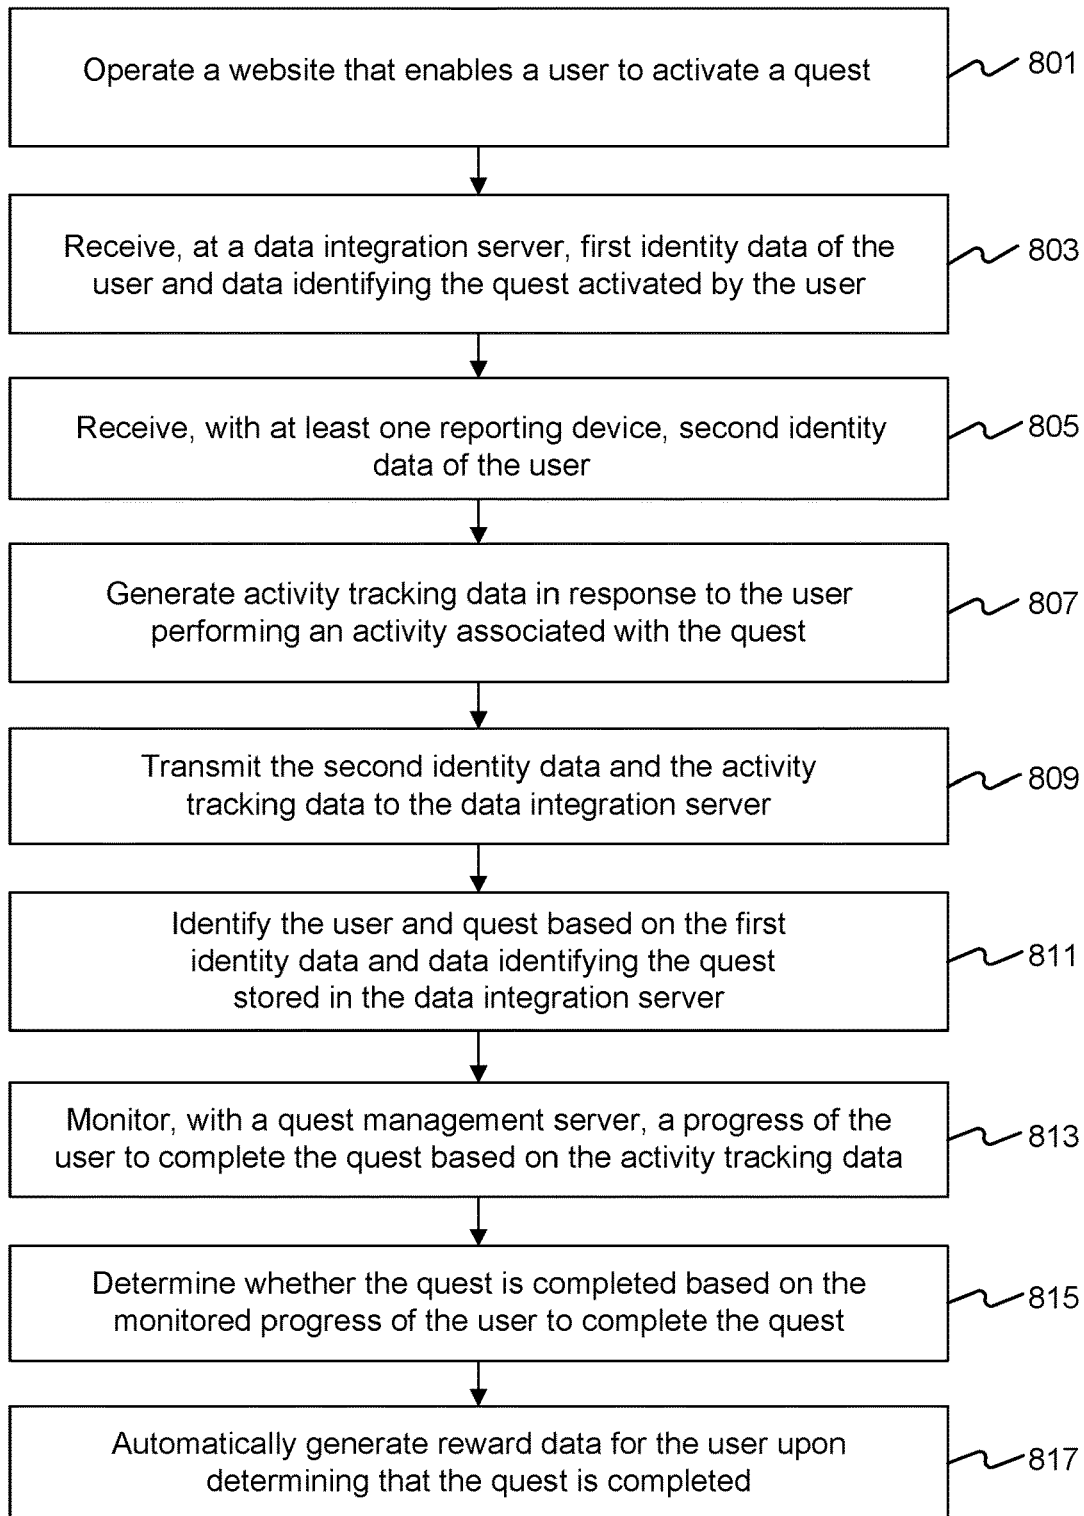 Operate a website that enables a user to activate a quest
801
Receive, at a data integration server, first identity data of the
user and data identifying the quest activated by the user
803
Receive, with at least one reporting device, second identity
data of the user
805
Generate activity tracking data in response to the user
performing an activity associated with the quest
807
Transmit the second identity data and the activity
tracking data to the data integration server
809
Identify the user and quest based on the first
identity data and data identifying the quest
stored in the data integration server
811
Monitor, with a quest management server, a progress of the
user to complete the quest based on the activity tracking data
813
Determine whether the quest is completed based on the
monitored progress of the user to complete the quest
815
Automatically generate reward data for the user upon
determining that the quest is completed
817